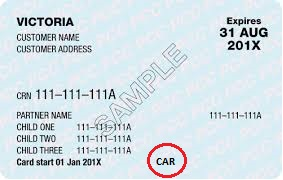 VICTORIA
Expires
CUSTOMER NAME
31 AUG
CUSTOMER ADDRESS
201X
SAMPLE
CRN 111-111-111A
PARTNER NAME 111-111-111A
CHILD ONE 111-111-111A
CHILD TWO 111-111-111A
CHILD THREE 111-111-111A
Card start 01 Jan 201X
CAR